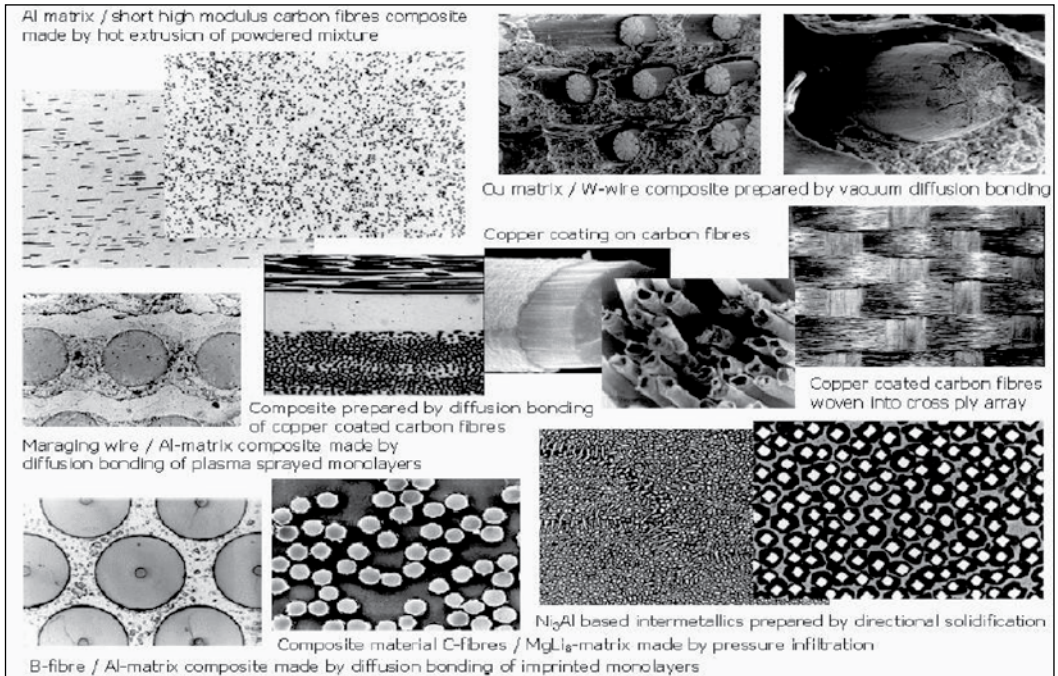 Al matrix / short high modulus carbon fibres composite
made by hot extrusion of powdered mixture
Cu matrix / W-wire composite prepared by vacuum diffusion bonding
Copper coating on carbon fibres
Copper coated carbon fibres
woven into cross ply array
Composite prepared by diffusion bonding
of copper coated carbon fibres
Maraging wire / Al-matrix composite made by
diffusion bonding of plasma sprayed monolayers
Ni₃Al based intermetallics prepared by directional solidification
Composite material C-fibres / MgLi₈-matrix made by pressure infiltration
B-fibre / Al-matrix composite made by diffusion bonding of imprinted monolayers